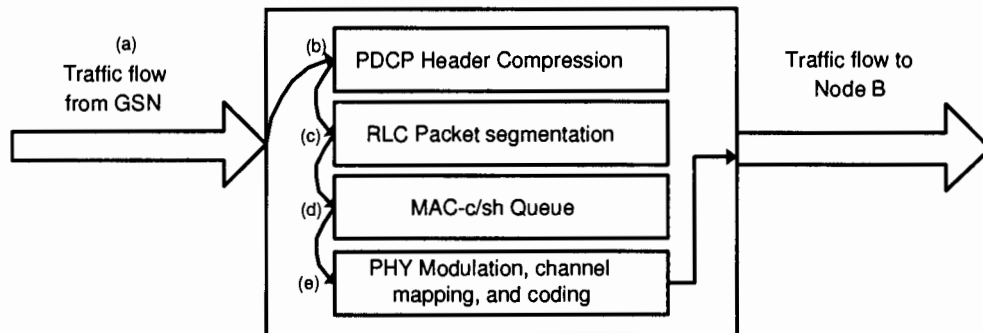 (a)
Traffic flow
from GSN
(b)
PDCP Header Compression
(c)
RLC Packet segmentation
(d)
MAC-c/sh Queue
(e)
PHY Modulation, channel
mapping, and coding
Traffic flow to
Node B